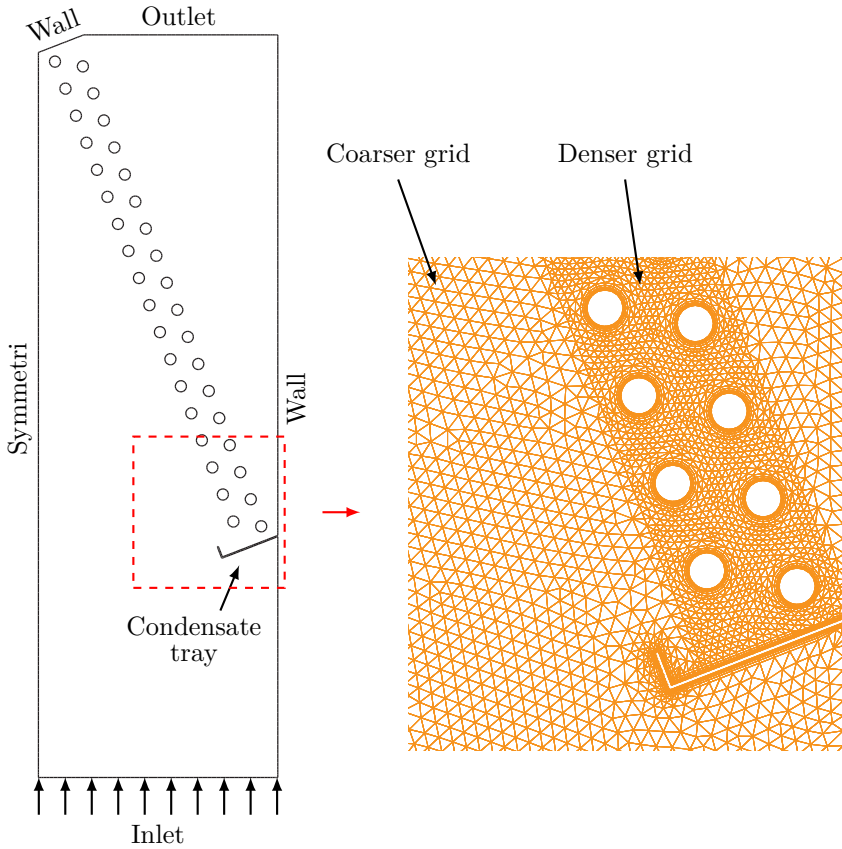 Wall
Outlet
Coarser grid
Denser grid
Symmetri
Wall
Condensate
tray
Inlet